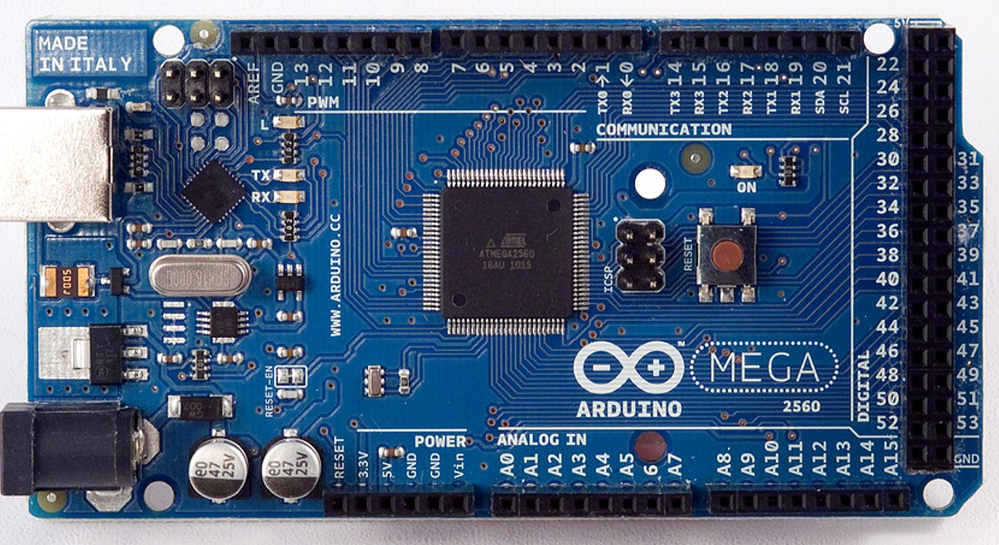 MADE
IN ITALY
AREF
GND
13
12
11
10
9
8
7
6
5
4
3
2
TX0→1
RX0←0
TX3 14
RX3 15
TX2 16
RX2 17
TX1 18
RX1 19
SDA 20
SCL 21
5V
PWM
COMMUNICATION
L
TX
RX
ON
WWW.ARDUINO.CC
ATMEL
ATMEGA2560
16AU 1015
ICSP
RESET
22
24
26
28
30 31
32 33
34 35
36 37
38 39
40 41
42 43
44 45
46 47
48 49
50 51
52 53
GND
DIGITAL
ARDUINO
™
MEGA
2560
RESET-EN
47
25V
47
25V
POWER
RESET
3.3V
5V
GND
GND
Vin
ANALOG IN
A0
A1
A2
A3
A4
A5
6
A7
A8
A9
A10
A11
A12
A13
A14
A15